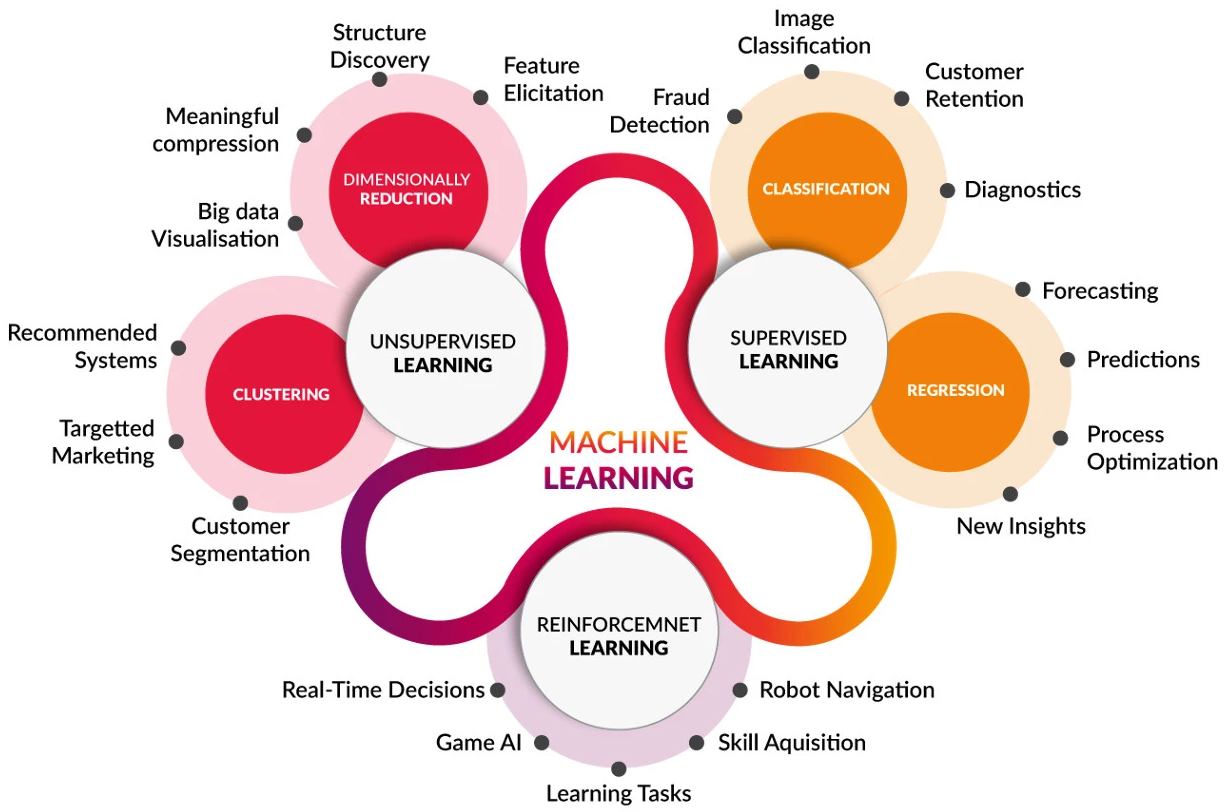 Structure
Discovery
Feature
Elicitation
Meaningful
compression
Big data
Visualisation
DIMENSIONALLY
REDUCTION
Image
Classification
Customer
Retention
Fraud
Detection
Diagnostics
CLASSIFICATION
UNSUPERVISED
LEARNING
SUPERVISED
LEARNING
Recommended
Systems
Targetted
Marketing
Customer
Segmentation
CLUSTERING
Forecasting
Predictions
Process
Optimization
New Insights
REGRESSION
MACHINE
LEARNING
REINFORCEMNET
LEARNING
Real-Time Decisions
Game AI
Learning Tasks
Skill Aquisition
Robot Navigation